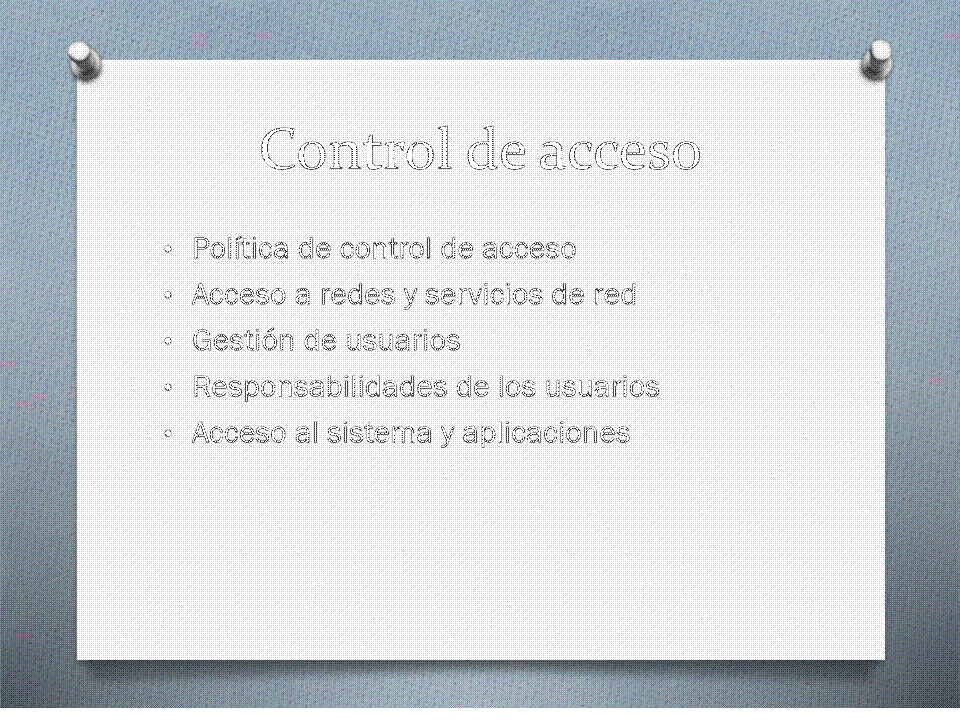 Control de acceso
• Política de control de acceso
• Acceso a redes y servicios de red
• Gestión de usuarios
• Responsabilidades de los usuarios
• Acceso al sistema y aplicaciones